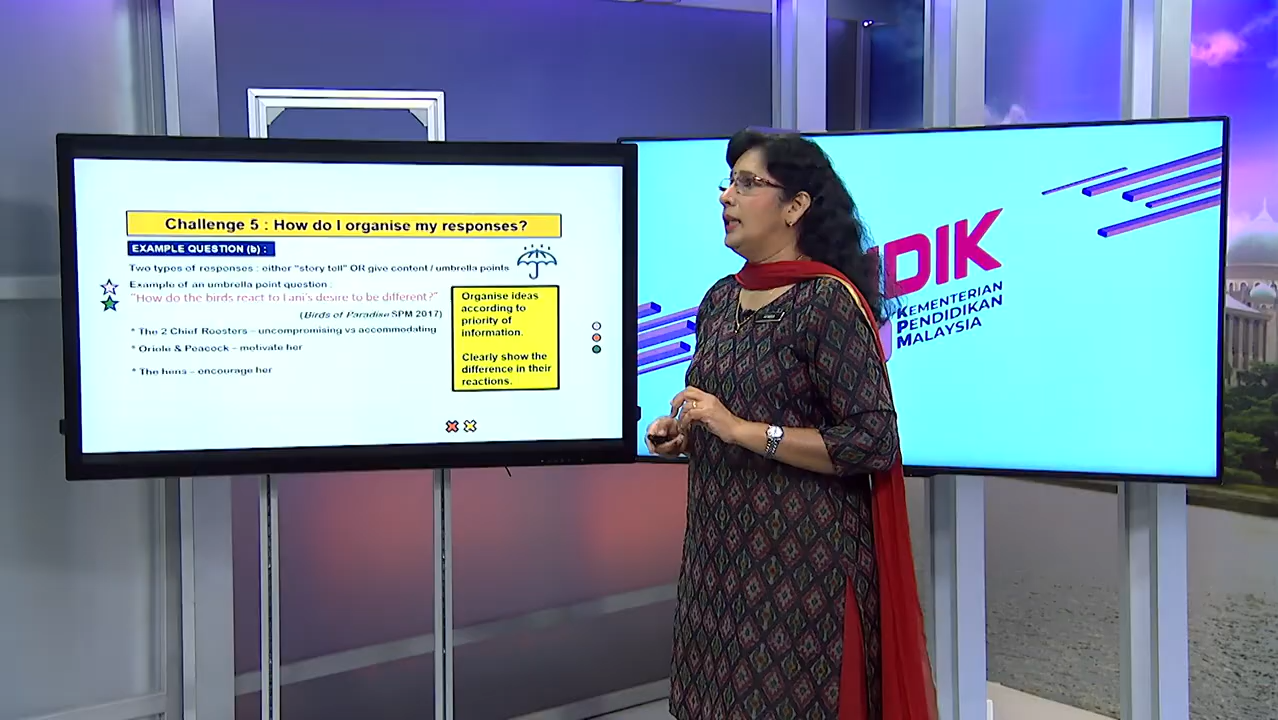 Challenge 5 : How do I organise my responses?
EXAMPLE QUESTION (b) :
Two types of responses : either "story tell" OR give content / umbrella points
Example of an umbrella point question :
"How do the birds react to Lani's desire to be different?"
(Birds of Paradise SPM 2017)
* The 2 Chief Roosters – uncompromising vs accommodating
* Oriole & Peacock – motivate her
* The hens – encourage her
Organise ideas
according to
priority of
information.
Clearly show the
difference in their
reactions.
DIK
KEMENTERIAN
PENDIDIKAN
MALAYSIA